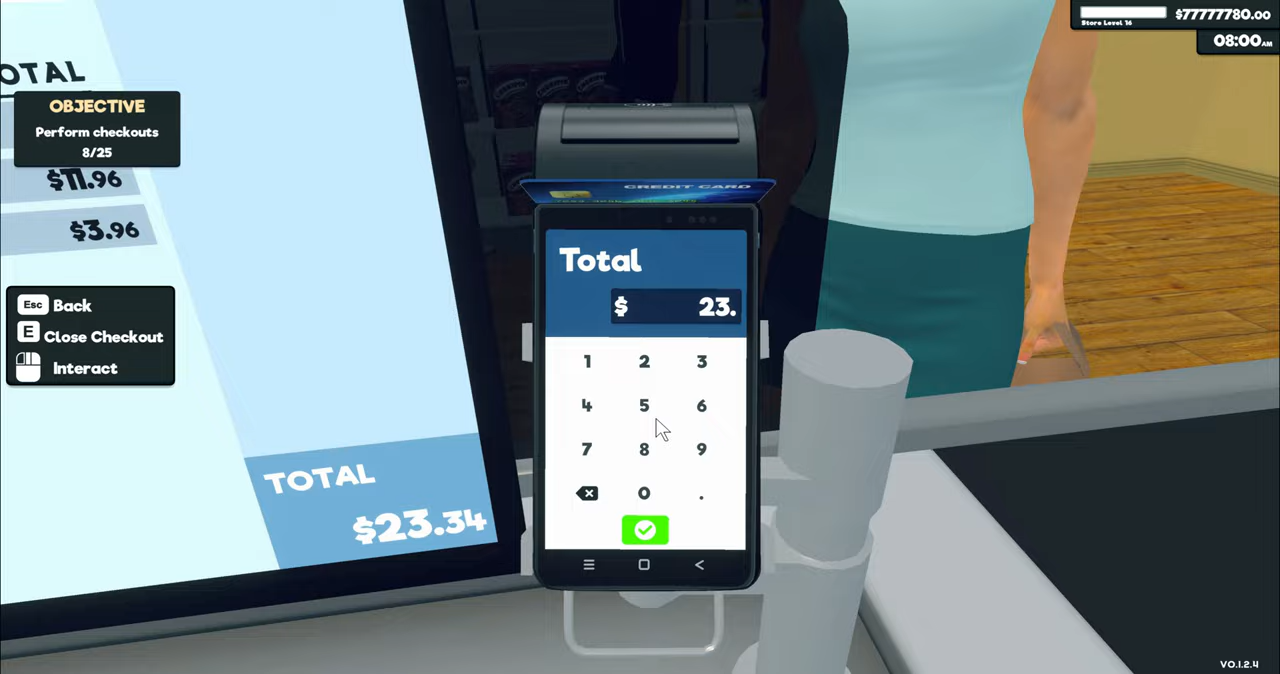 $77777780.00
Store Level 16
08:00AM
OTAL
OBJECTIVE
Perform checkouts
8/25
$11.96
$3.96
Esc Back
E Close Checkout
Interact
CREDIT CARD
Total
$ 23.
1 2 3
4 5 6
7 8 9
0 .
TOTAL
$23.34
V0.1.2.4